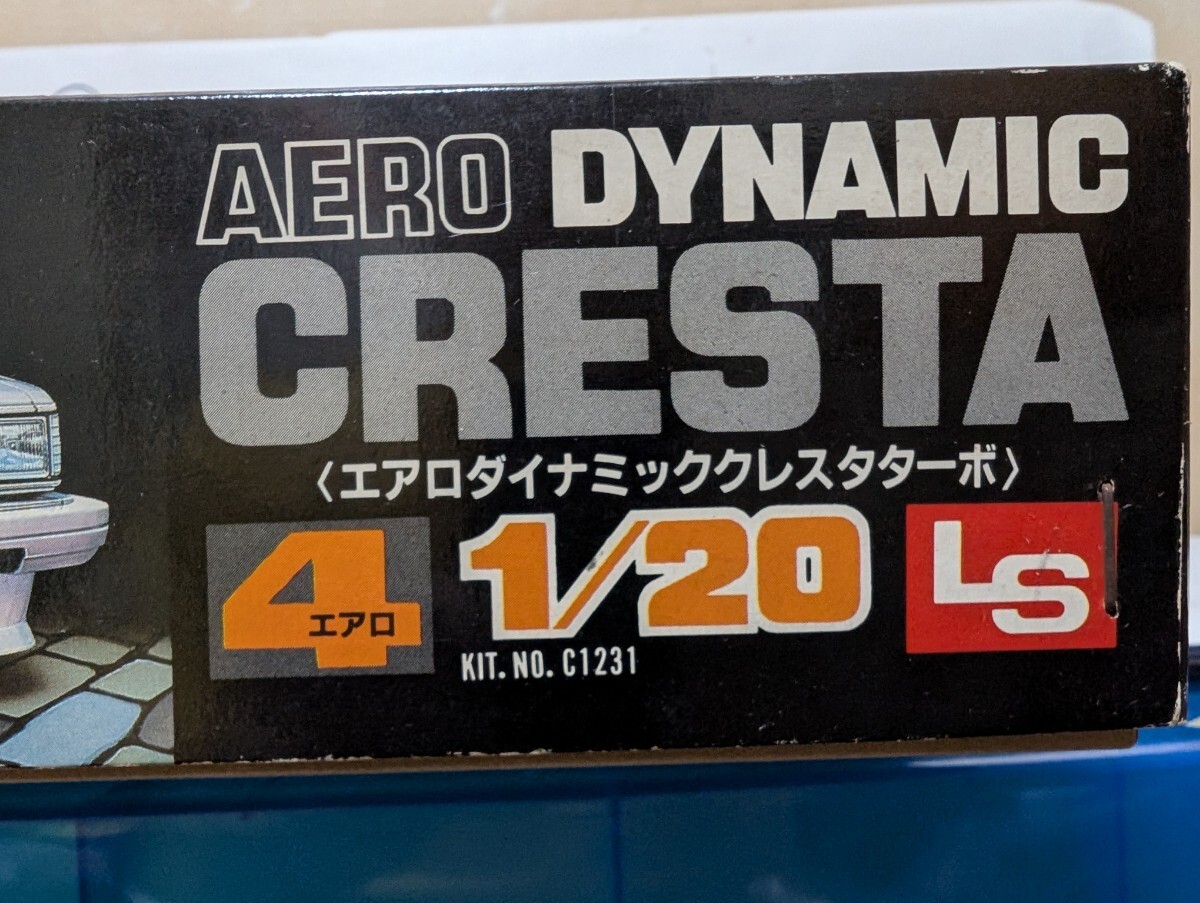 AERO DYNAMIC
CRESTA
〈エアロダイナミッククレスタターボ〉
4 エアロ 1/20 LS
KIT. NO. C1231